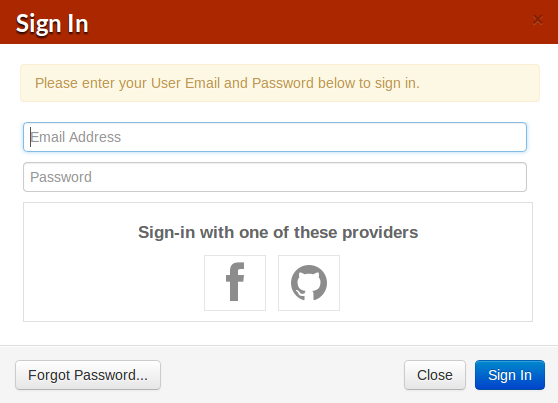 Sign In
×
Please enter your User Email and Password below to sign in.
Email Address
Password
Sign-in with one of these providers
Forgot Password...
Close
Sign In